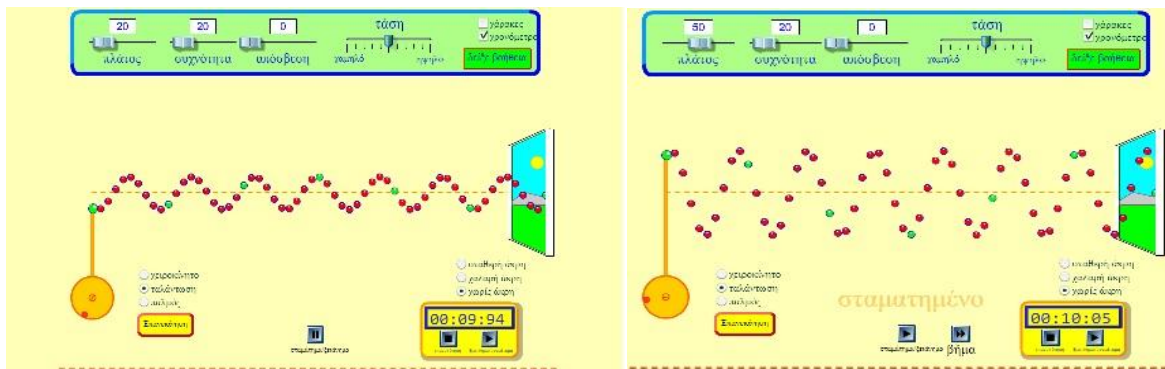 20 20 0 τάση
χάρακες
χρονόμετρο
πλάτος συχνότητα απόσβεση χαμηλό υψηλό
Δείξε βοήθεια
χειροκίνητο
ταλάντωση
παλμός
Επανεκκίνηση
σταθερή άκρη
χαλαρή άκρη
χωρίς άκρη
00:09:94
50 20 0 τάση
χάρακες
χρονόμετρο
πλάτος συχνότητα απόσβεση χαμηλό υψηλό
Δείξε βοήθεια
χειροκίνητο
ταλάντωση
παλμός
Επανεκκίνηση
σταματημένο
βήμα
σταθερή άκρη
χαλαρή άκρη
χωρίς άκρη
00:10:05